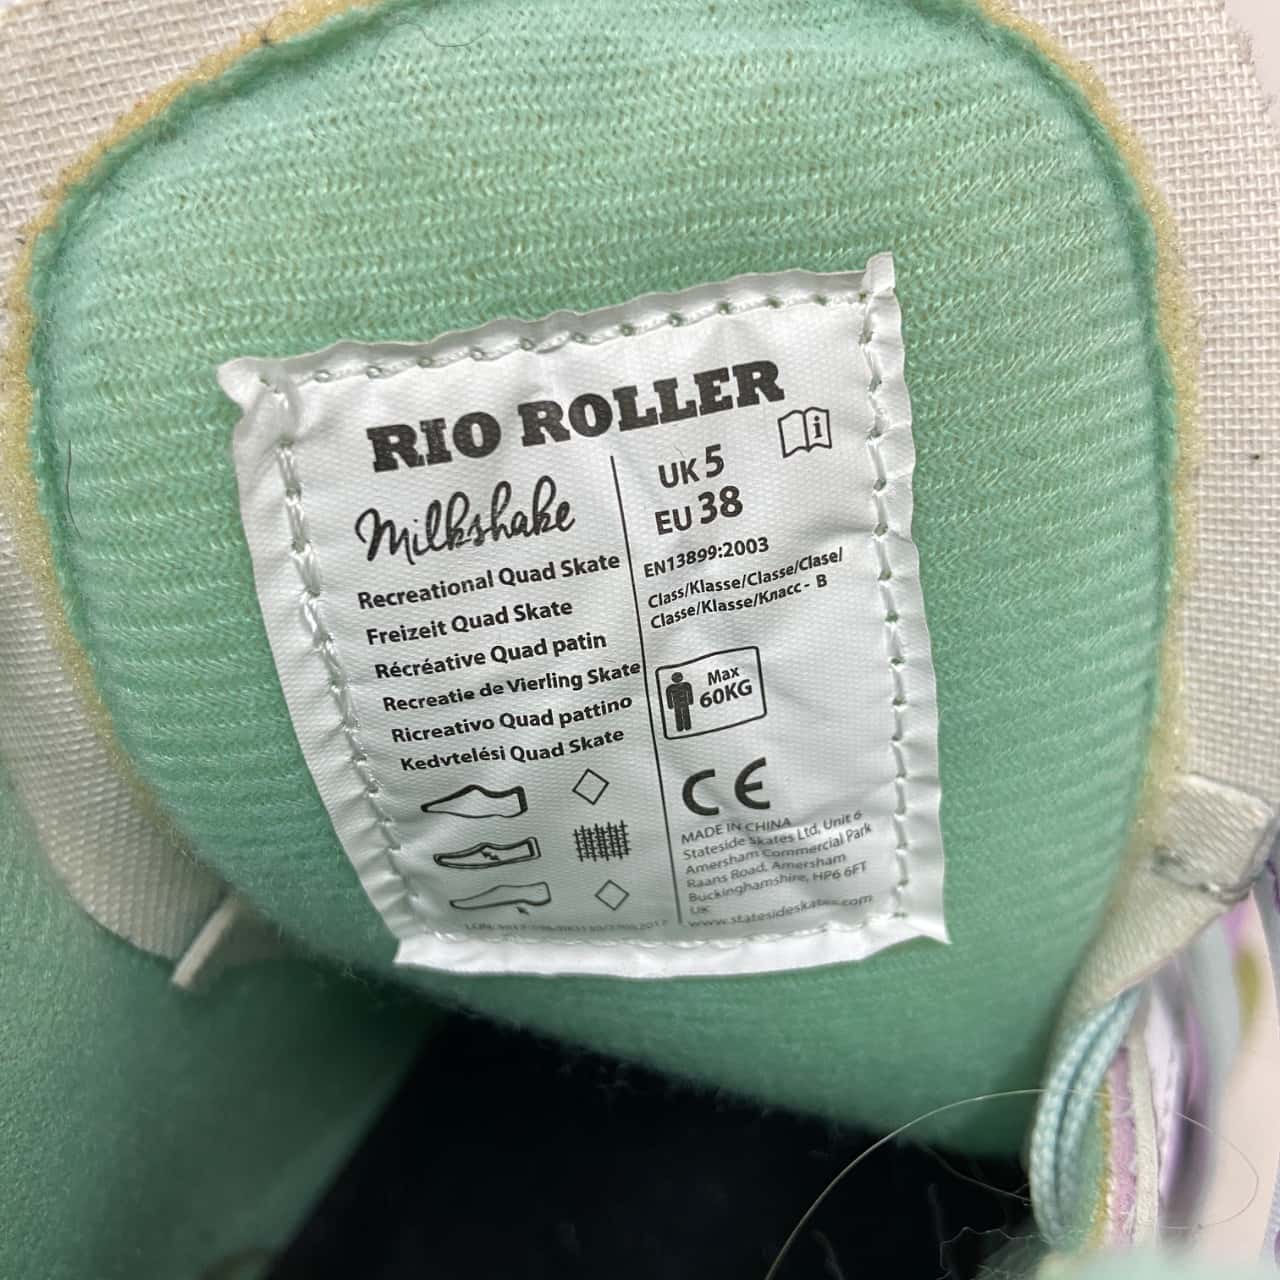 RIO ROLLER
Milkshake
Recreational Quad Skate
Freizeit Quad Skate
Récréative Quad patin
Recreatie de Vierling Skate
Ricreativo Quad pattino
Kedvtelési Quad Skate
i
UK 5
EU 38
EN13899:2003
Class/Klasse/Classe/Clase/
Classe/Klasse/Класс - B
Max
60KG
CE
MADE IN CHINA
Stateside Skates Ltd, Unit 6
Amersham Commercial Park
Raans Road, Amersham
Buckinghamshire, HP6 6FT
UK
www.statesideskates.com